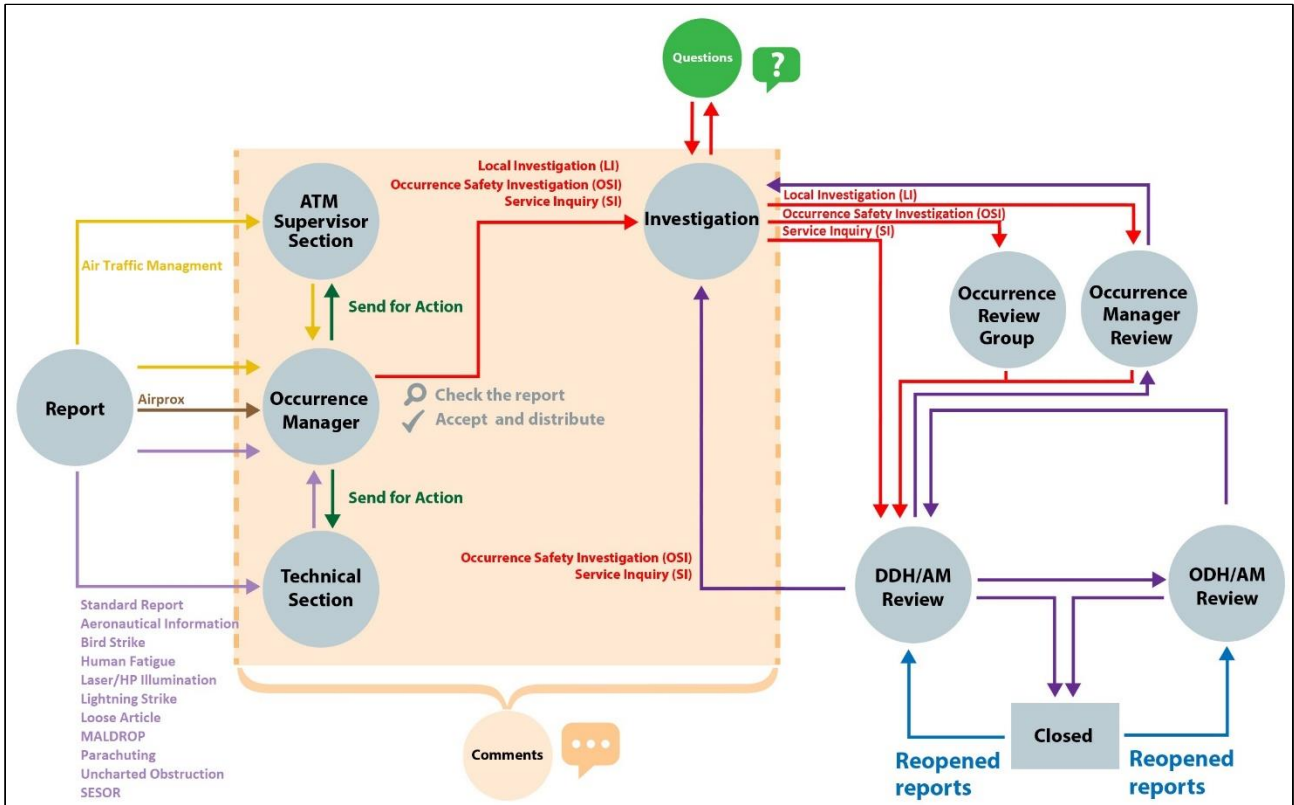 Questions
?
Local Investigation (LI)
Occurrence Safety Investigation (OSI)
Service Inquiry (SI)
ATM
Supervisor
Section
Investigation
Local Investigation (LI)
Occurrence Safety Investigation (OSI)
Service Inquiry (SI)
Air Traffic Managment
Send for Action
Occurrence
Review
Group
Occurrence
Manager
Review
Report
Airprox
Occurrence
Manager
Check the report
Accept and distribute
Send for Action
Technical
Section
Occurrence Safety Investigation (OSI)
Service Inquiry (SI)
DDH/AM
Review
ODH/AM
Review
Standard Report
Aeronautical Information
Bird Strike
Human Fatigue
Laser/HP Illumination
Lightning Strike
Loose Article
MALDROP
Parachuting
Uncharted Obstruction
SESOR
Comments
Closed
Reopened
reports
Reopened
reports